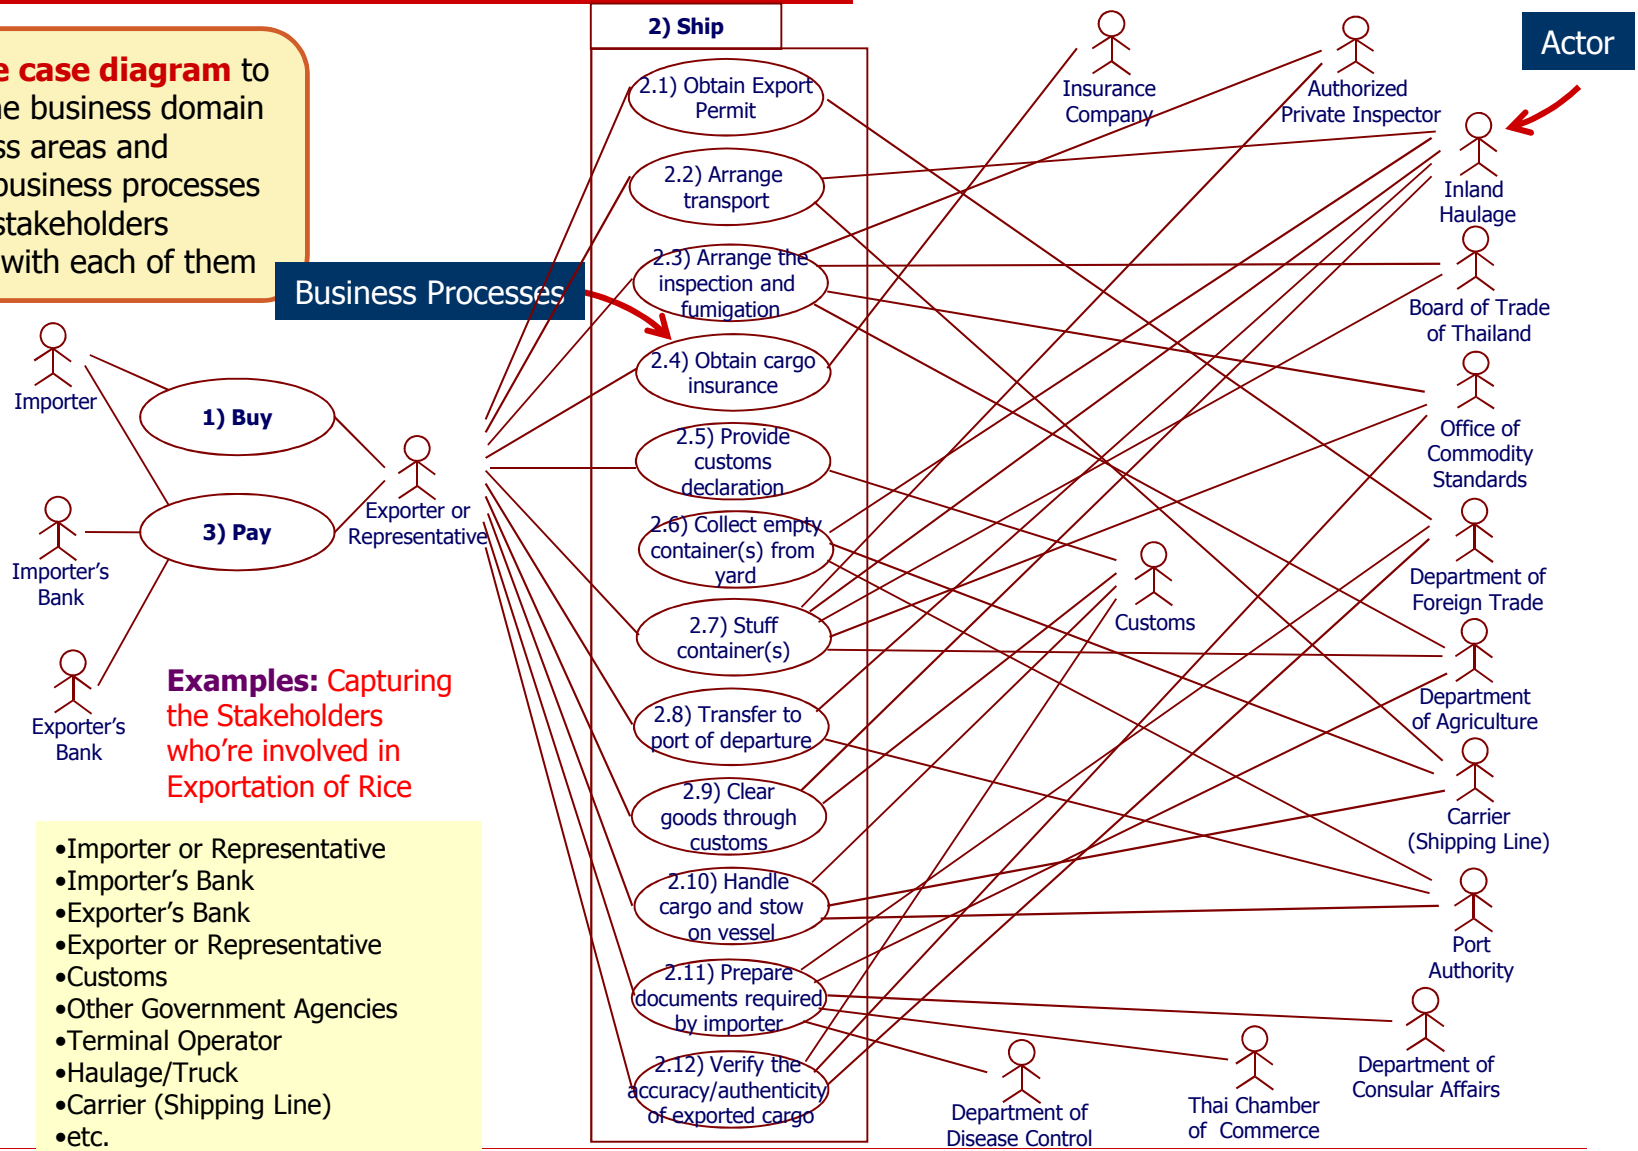 2) Ship
Actor
e case diagram to
ne business domain
ss areas and
business processes
stakeholders
with each of them
Business Processes
Importer
1) Buy
Importer’s
Bank
3) Pay
Exporter’s
Bank
Exporter or
Representative
Examples: Capturing
the Stakeholders
who’re involved in
Exportation of Rice
•Importer or Representative
•Importer’s Bank
•Exporter’s Bank
•Exporter or Representative
•Customs
•Other Government Agencies
•Terminal Operator
•Haulage/Truck
•Carrier (Shipping Line)
•etc.
2.1) Obtain Export
Permit
2.2) Arrange
transport
2.3) Arrange the
inspection and
fumigation
2.4) Obtain cargo
insurance
2.5) Provide
customs
declaration
2.6) Collect empty
container(s) from
yard
2.7) Stuff
container(s)
2.8) Transfer to
port of departure
2.9) Clear
goods through
customs
2.10) Handle
cargo and stow
on vessel
2.11) Prepare
documents required
by importer
2.12) Verify the
accuracy/authenticity
of exported cargo
Insurance
Company
Authorized
Private Inspector
Inland
Haulage
Board of Trade
of Thailand
Office of
Commodity
Standards
Department of
Foreign Trade
Customs
Department
of Agriculture
Carrier
(Shipping Line)
Port
Authority
Department of
Consular Affairs
Thai Chamber
of Commerce
Department of
Disease Control